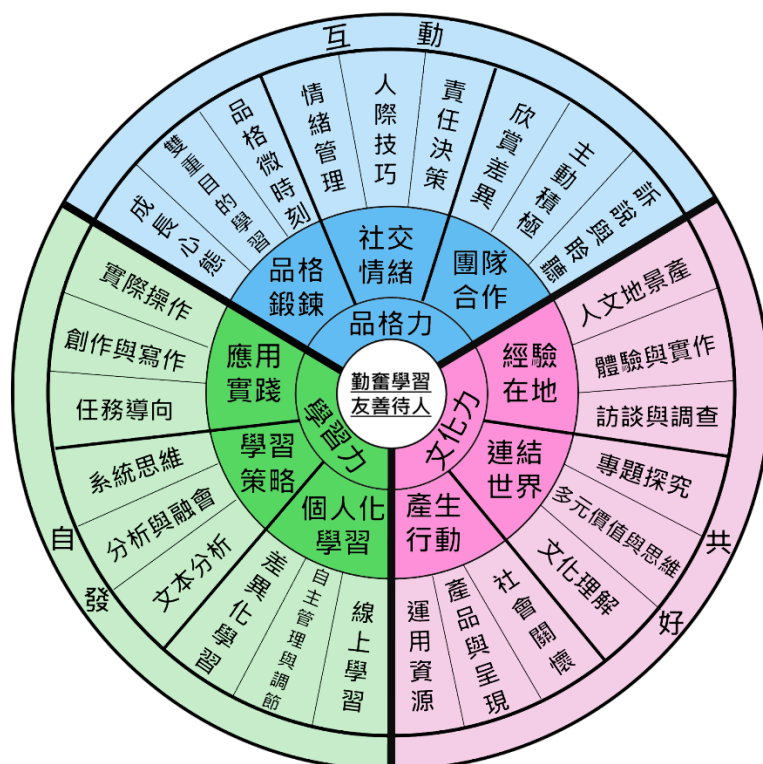 互動
成長心態
雙重目的學習
品格微時刻
情緒管理
人際技巧
責任決策
欣賞差異
主動積極
訴說與聆聽
品格
鍛鍊
社交
情緒
團隊
合作
品格力
勤奮學習
友善待人
共好
人文地景產
體驗與實作
訪談與調查
專題探究
多元價值與思維
文化理解
社會關懷
產品與呈現
運用資源
經驗
在地
連結
世界
產生
行動
文化力
自發
實際操作
創作與寫作
任務導向
系統思維
分析與融會
文本分析
差異化學習
自主管理與調節
線上學習
應用
實踐
學習
策略
個人化
學習
學習力